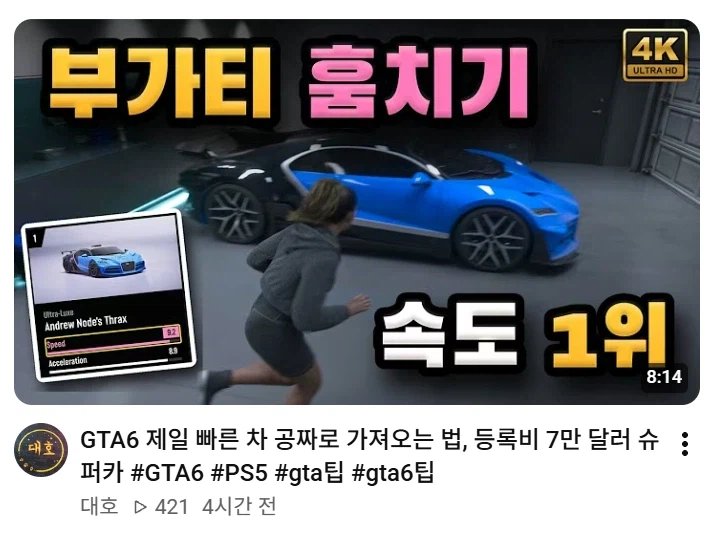 부가티 훔치기
4K
ULTRA HD
1
Ultra-Luxe
Andrew Node's Thrax
Speed 9.2
Acceleration 8.9
속도 1위
8:14
대호
GTA6 제일 빠른 차 공짜로 가져오는 법, 등록비 7만 달러 슈
퍼카 #GTA6 #PS5 #gta팁 #gta6팁
대호 ▷ 421 4시간 전